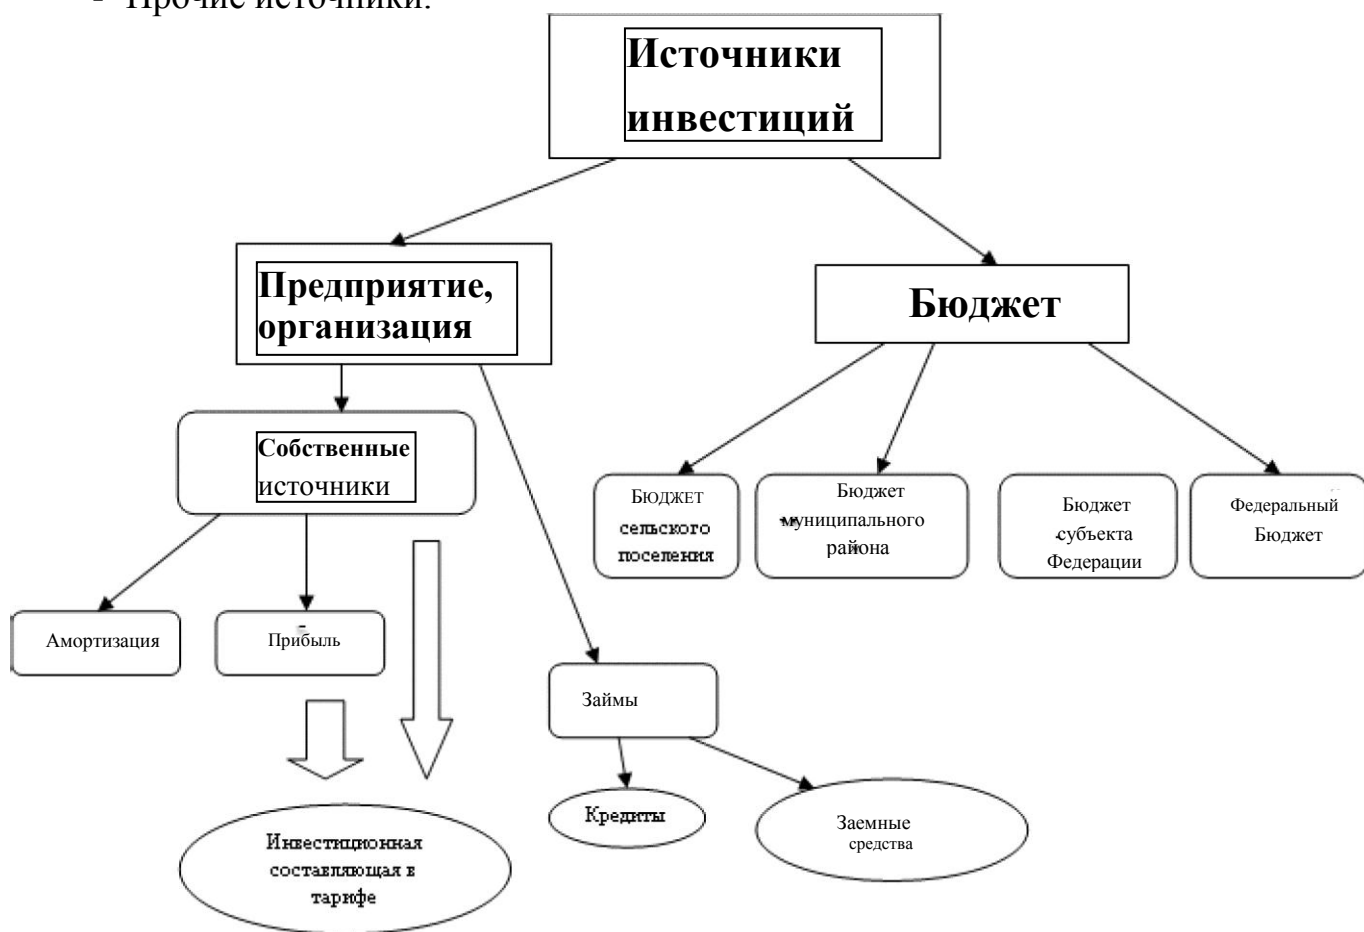 - Прочие источники.
Источники
инвестиций
Предприятие,
организация
Бюджет
Собственные
источники
БЮДЖЕТ
сельского
поселения
Бюджет
муниципального
района
Бюджет
субъекта
Федерации
Федеральный
Бюджет
Амортизация
Прибыль
Займы
Кредиты
Заемные
средства
Инвестиционная
составляющая в
тарифе